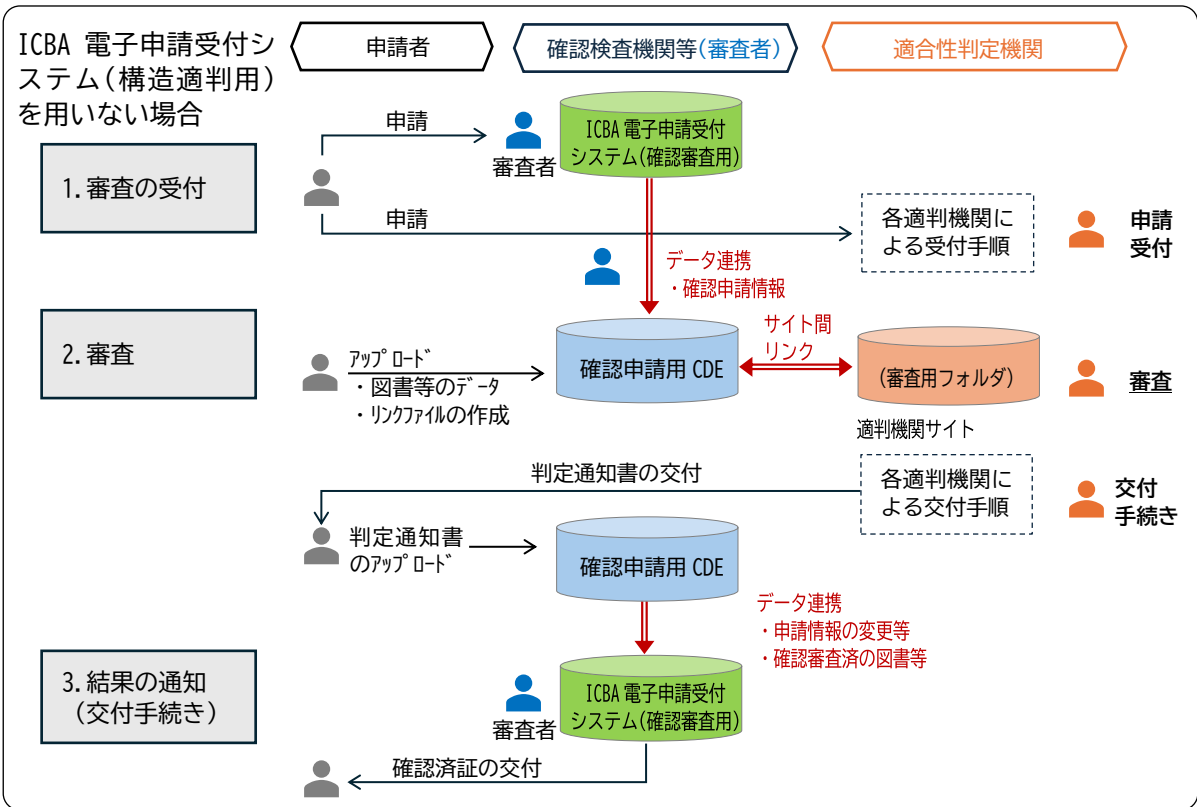 ICBA 電子申請受付シ
ステム(構造適判用)
を用いない場合
申請者
確認検査機関等(審査者)
適合性判定機関
1.審査の受付
申請
審査者
ICBA 電子申請受付
システム(確認審査用)
申請
各適判機関に
よる受付手順
申請
受付
データ連携
・確認申請情報
2.審査
アップロード
・図書等のデータ
・リンクファイルの作成
確認申請用 CDE
サイト間
リンク
(審査用フォルダ)
審査
適判機関サイト
判定通知書の交付
各適判機関に
よる交付手順
交付
手続き
判定通知書
のアップロード
確認申請用 CDE
データ連携
・申請情報の変更等
・確認審査済の図書等
3.結果の通知
(交付手続き)
審査者
ICBA 電子申請受付
システム(確認審査用)
確認済証の交付